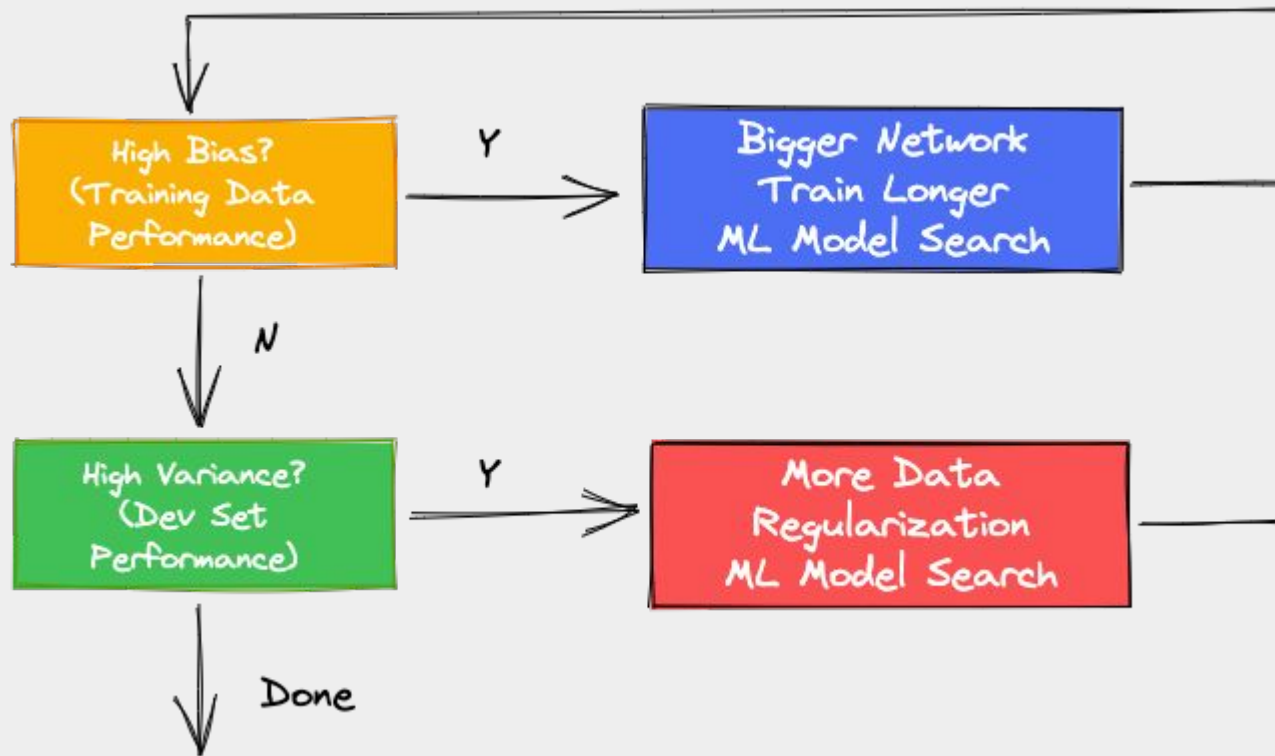 High Bias?
(Training Data
Performance)
Y
Bigger Network
Train Longer
ML Model Search
N
High Variance?
(Dev Set
Performance)
Y
More Data
Regularization
ML Model Search
Done